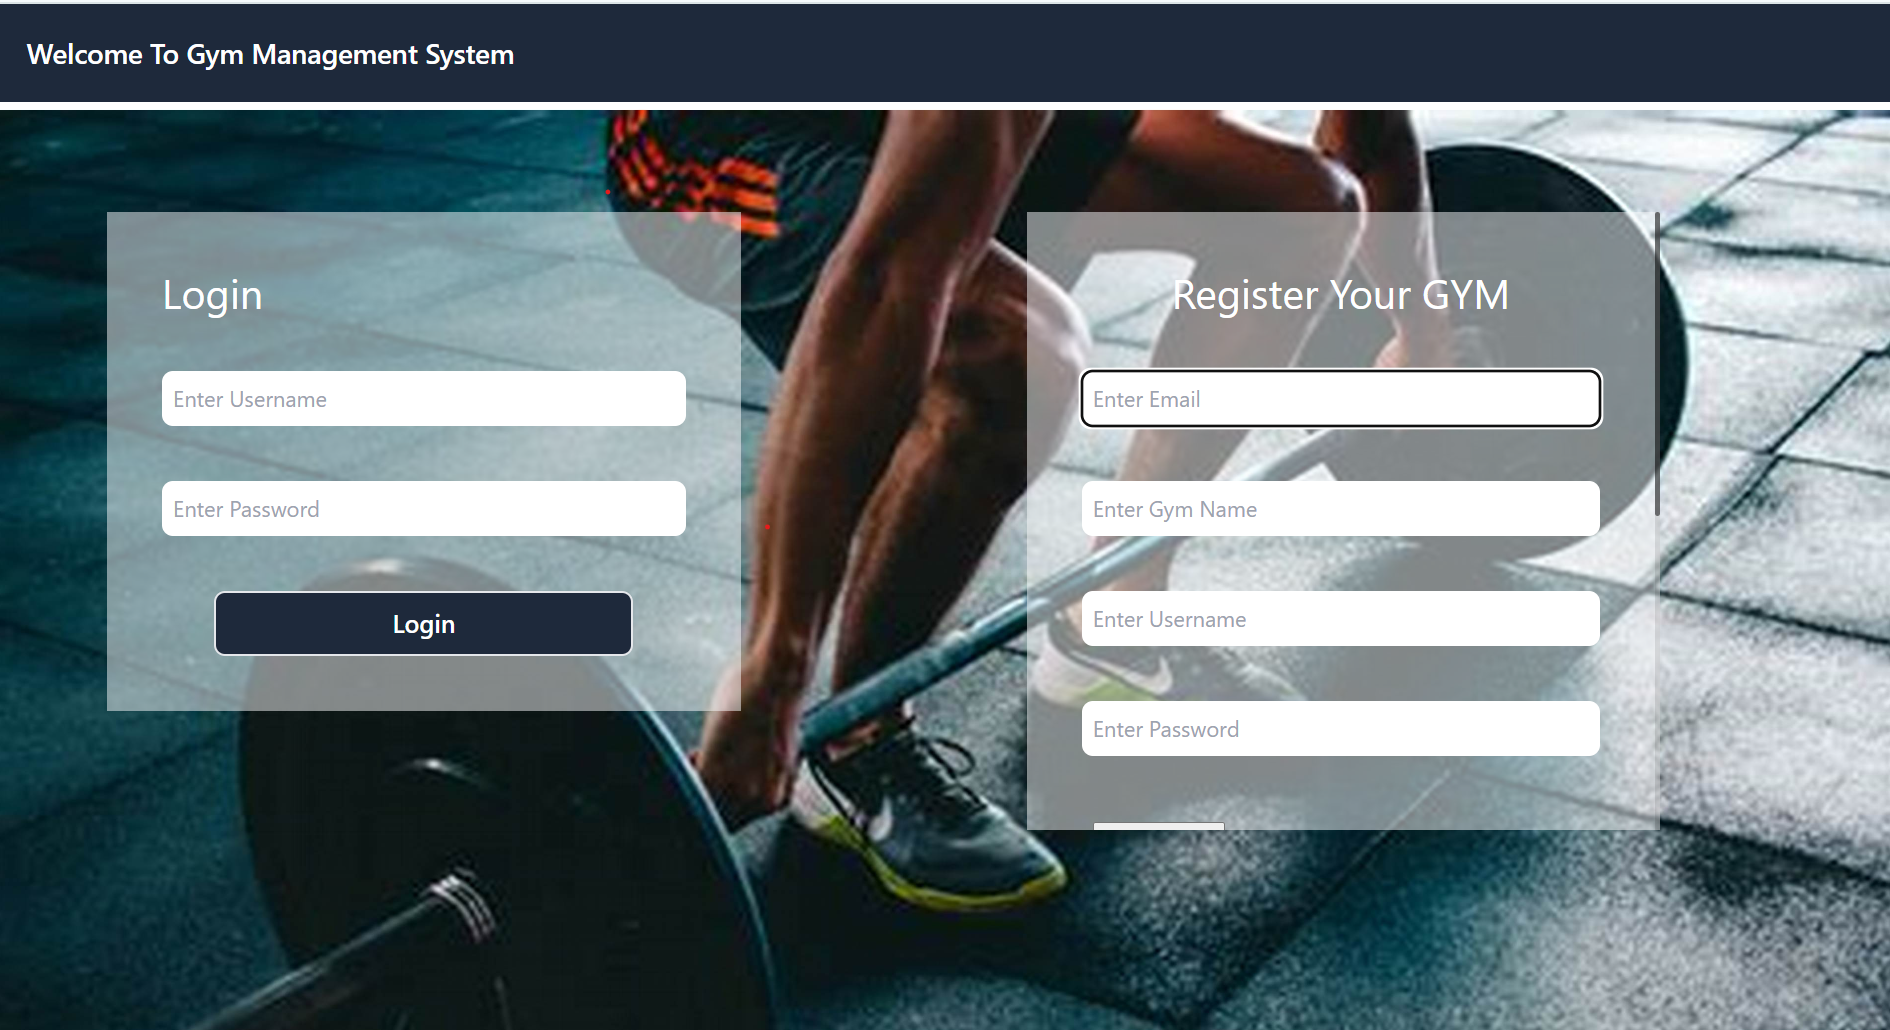 Welcome To Gym Management System
Login
Enter Username
Enter Password
Login
Register Your GYM
Enter Email
Enter Gym Name
Enter Username
Enter Password